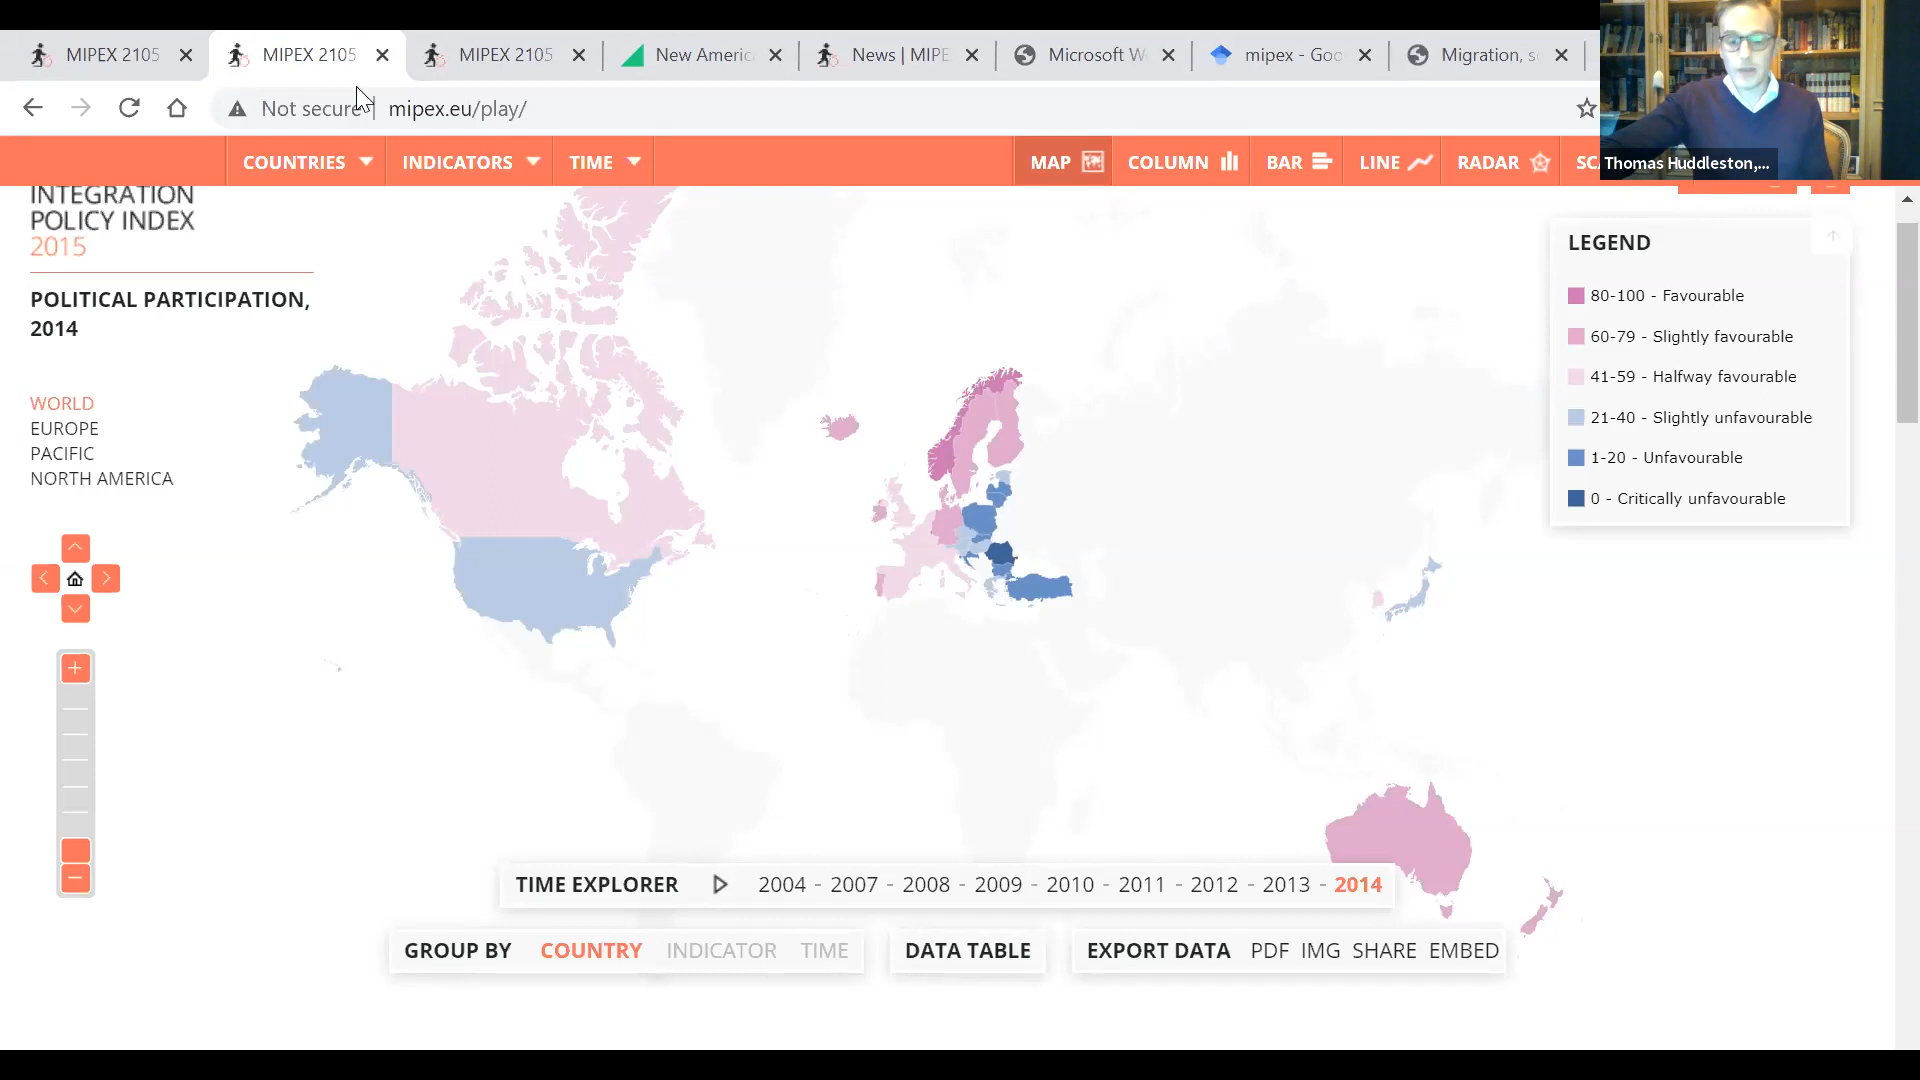 MIPEX 2105
MIPEX 2105
MIPEX 2105
New Americ
News | MIPE
Microsoft W
mipex - Goo
Migration, s
Not secure | mipex.eu/play/
COUNTRIES
INDICATORS
TIME
MAP
COLUMN
BAR
LINE
RADAR
SC
Thomas Huddleston,...
INTEGRATION
POLICY INDEX
2015
POLITICAL PARTICIPATION,
2014
WORLD
EUROPE
PACIFIC
NORTH AMERICA
LEGEND
80-100 - Favourable
60-79 - Slightly favourable
41-59 - Halfway favourable
21-40 - Slightly unfavourable
1-20 - Unfavourable
0 - Critically unfavourable
TIME EXPLORER 2004 - 2007 - 2008 - 2009 - 2010 - 2011 - 2012 - 2013 - 2014
GROUP BY COUNTRY INDICATOR TIME
DATA TABLE
EXPORT DATA PDF IMG SHARE EMBED